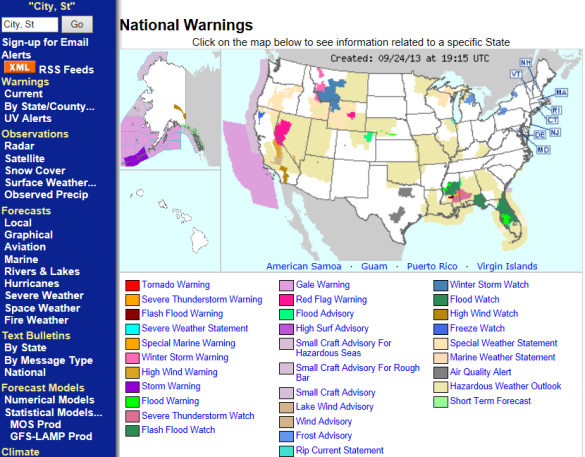 "City, St"
City, St
Go
Sign-up for Email
Alerts
XML RSS Feeds
Warnings
Current
By State/County...
UV Alerts
Observations
Radar
Satellite
Snow Cover
Surface Weather...
Observed Precip
Forecasts
Local
Graphical
Aviation
Marine
Rivers & Lakes
Hurricanes
Severe Weather
Space Weather
Fire Weather
Text Bulletins
By State
By Message Type
National
Forecast Models
Numerical Models
Statistical Models...
MOS Prod
GFS-LAMP Prod
Climate
National Warnings
Click on the map below to see information related to a specific State
Created: 09/24/13 at 19:15 UTC
NH
VT
MA
RI
CT
NJ
DE
MD
American Samoa · Guam · Puerto Rico · Virgin Islands
Tornado Warning
Severe Thunderstorm Warning
Flash Flood Warning
Severe Weather Statement
Special Marine Warning
Winter Storm Warning
High Wind Warning
Storm Warning
Flood Warning
Severe Thunderstorm Watch
Flash Flood Watch
Gale Warning
Red Flag Warning
Flood Advisory
High Surf Advisory
Small Craft Advisory For
Hazardous Seas
Small Craft Advisory For Rough
Bar
Small Craft Advisory
Lake Wind Advisory
Wind Advisory
Frost Advisory
Rip Current Statement
Winter Storm Watch
Flood Watch
High Wind Watch
Freeze Watch
Special Weather Statement
Marine Weather Statement
Air Quality Alert
Hazardous Weather Outlook
Short Term Forecast